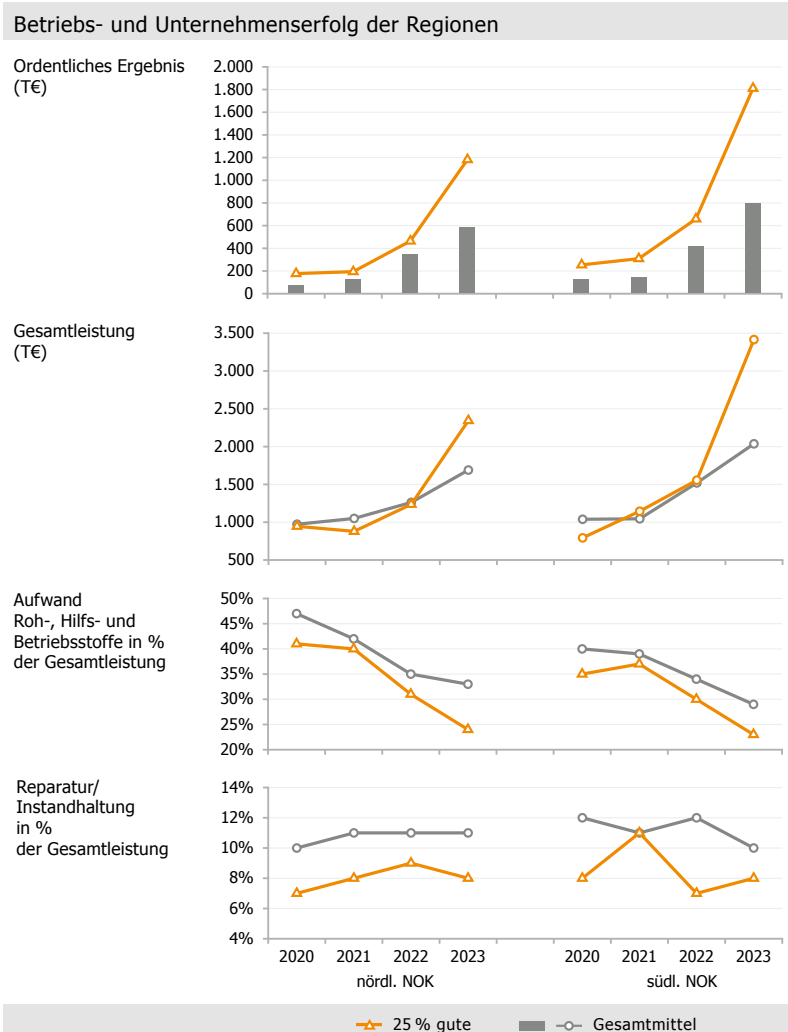 Betriebs- und Unternehmenserfolg der Regionen
Ordentliches Ergebnis
(T€)
2.000
1.800
1.400
1.200
1.000
800
600
400
200
0
Gesamtleistung
(T€)
3.500
3.000
2.500
2.000
1.500
1.000
500
Aufwand
Roh-, Hilfs- und
Betriebsstoffe in %
der Gesamtleistung
50%
45%
40%
35%
30%
25%
20%
Reparatur/
Instandhaltung
in %
der Gesamtleistung
14%
12%
10%
8%
6%
4%
2020 2021 2022 2023 2020 2021 2022 2023
nördl. NOK südl. NOK
25 % gute Gesamtmittel